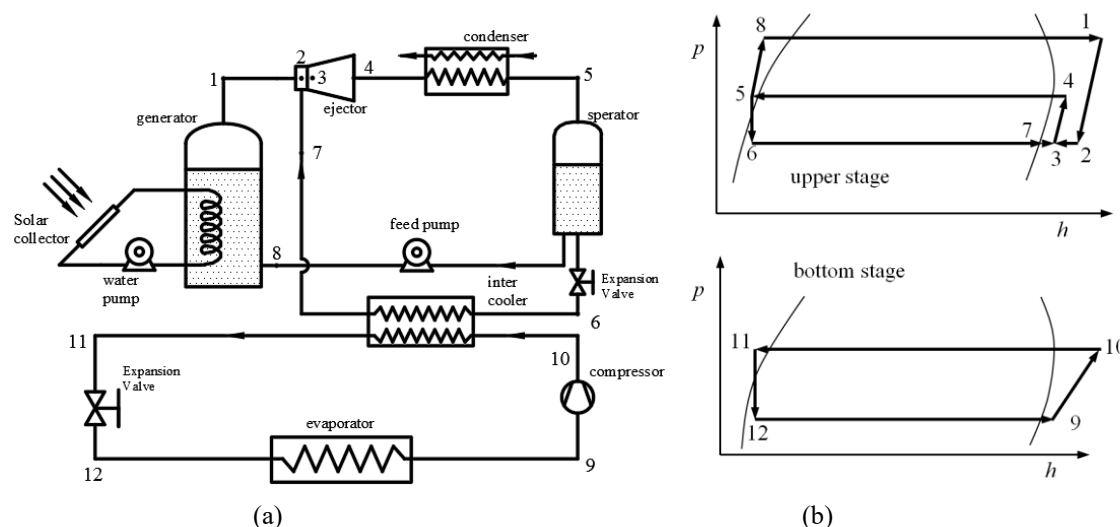 condenser
1
2
3
4
5
ejector
generator
sperator
7
Solar
collector
8
feed pump
water
pump
inter
cooler
Expansion
Valve
6
11
10
compressor
Expansion
Valve
evaporator
12
9
(a)
p
8
1
5
4
6
7
3
2
upper stage
h
bottom stage
p
11
10
12
9
h
(b)